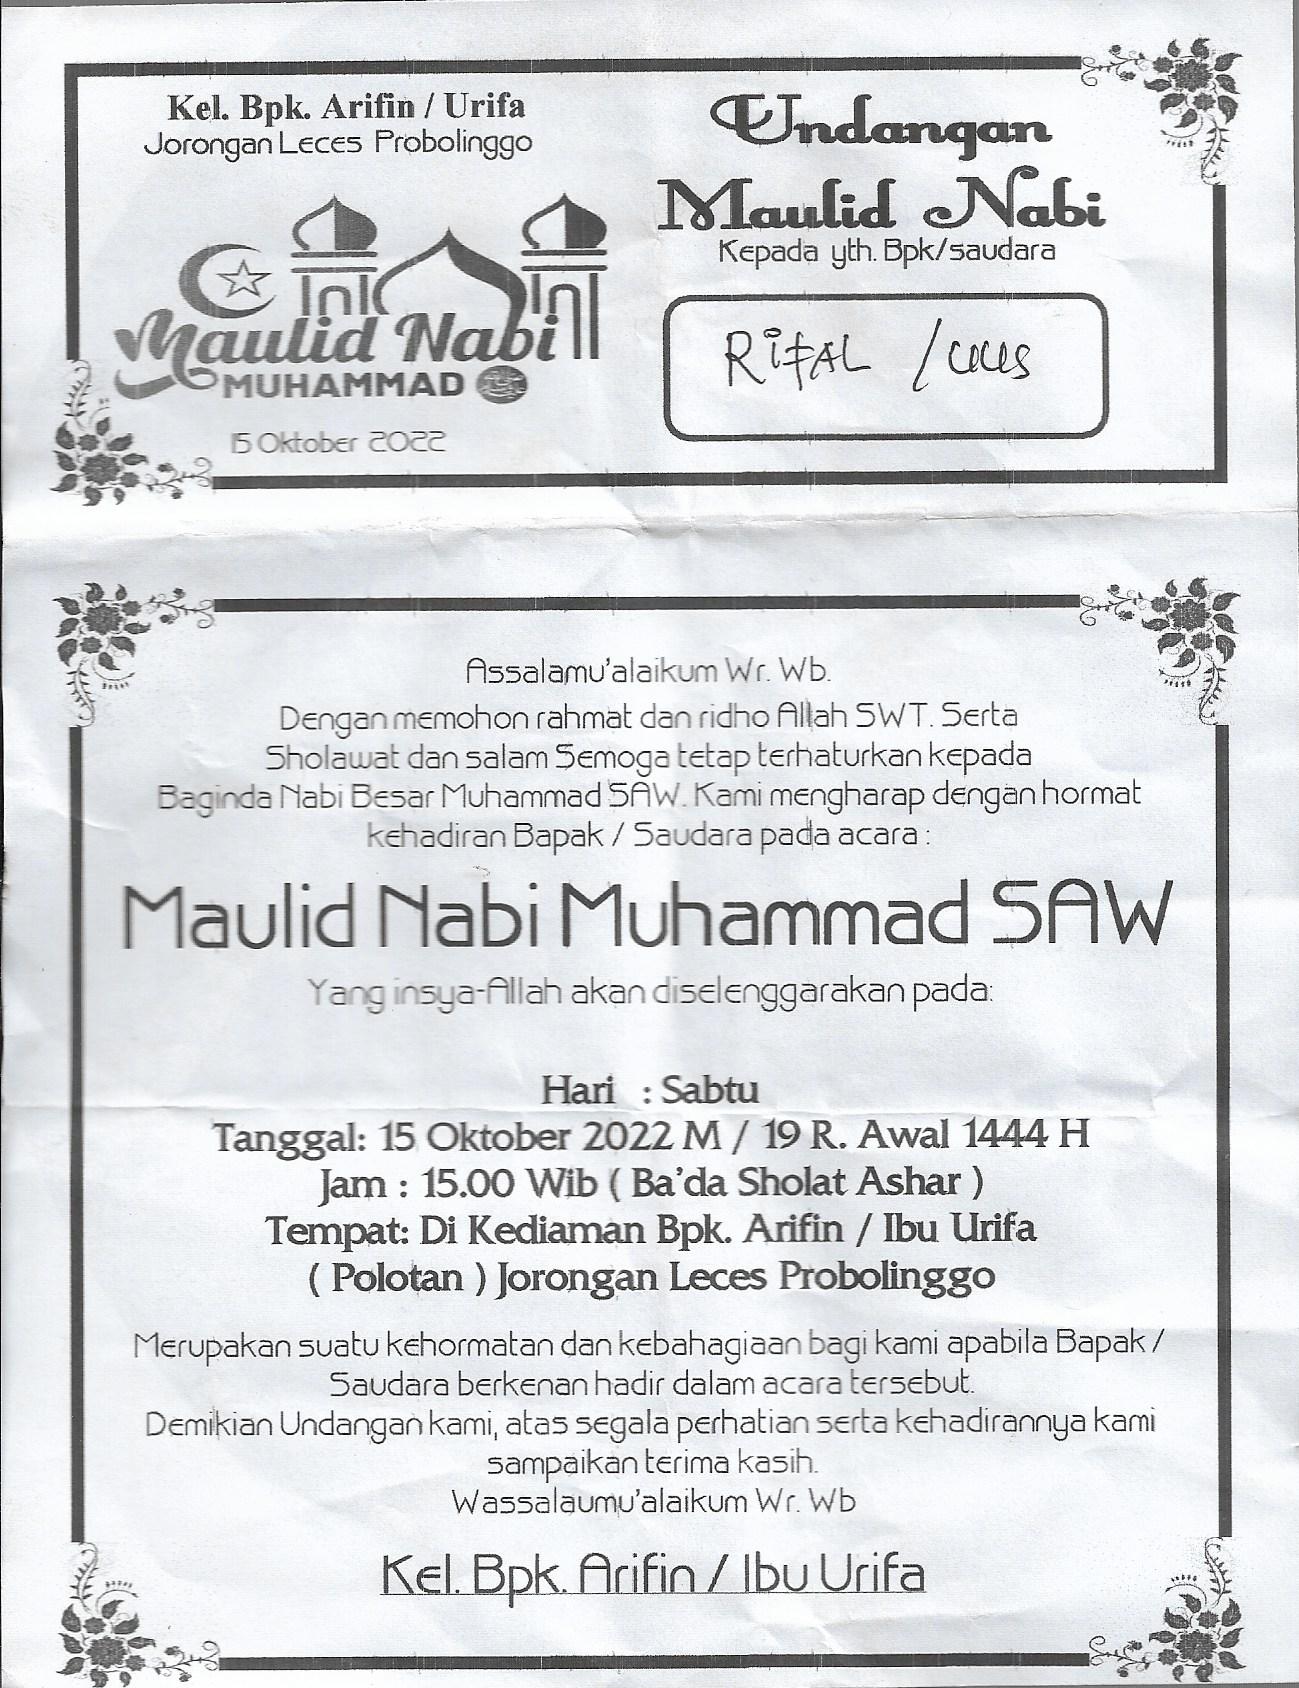 Kel. Bpk. Arifin / Urifa
Jorongan Leces Probolinggo
Maulid Nabi
MUHAMMAD
15 Oktober 2022
Undangan
Maulid Nabi
Kepada yth. Bpk/saudara
RifAL /
Assalamu'alaikum Wr. Wb.
Dengan memohon rahmat dan ridho Allah SWT. Serta
Sholawat dan salam Semoga tetap terhaturkan kepada
Baginda Nabi Besar Muhammad SAW. Kami mengharap dengan hormat
kehadiran Bapak / Saudara pada acara :
Maulid Nabi Muhammad SAW
Yang insya-Allah akan diselenggarakan pada:
Hari : Sabtu
Tanggal: 15 Oktober 2022 M / 19 R. Awal 1444 H
Jam : 15.00 Wib ( Ba'da Sholat Ashar )
Tempat: Di Kediaman Bpk. Arifin / Ibu Urifa
( Polotan ) Jorongan Leces Probolinggo
Merupakan suatu kehormatan dan kebahagiaan bagi kami apabila Bapak /
Saudara berkenan hadir dalam acara tersebut.
Demikian Undangan kami, atas segala perhatian serta kehadirannya kami
sampaikan terima kasih.
Wassalaumu'alaikum Wr. Wb
Kel. Bpk. Arifin / Ibu Urifa